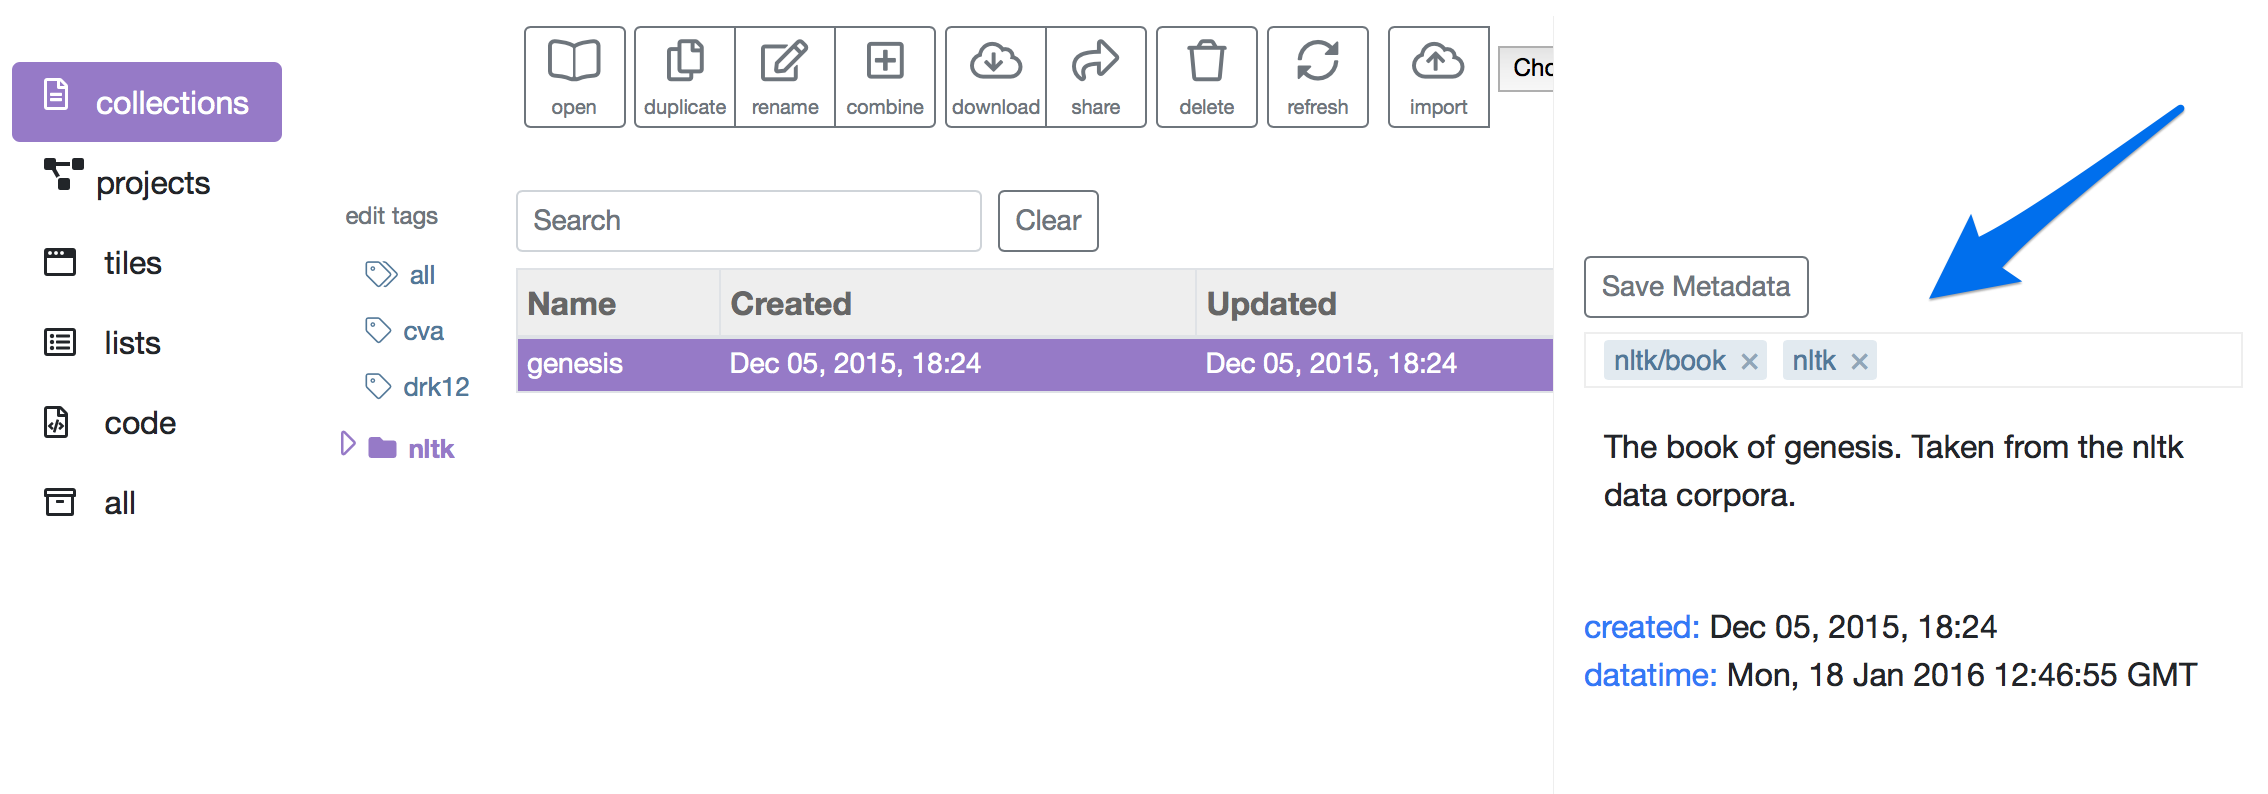 collections
projects
tiles
lists
code
all
edit tags
all
cva
drk12
nltk
open
duplicate
rename
combine
download
share
delete
refresh
import
Search
Clear
Name Created Updated
genesis Dec 05, 2015, 18:24 Dec 05, 2015, 18:24
Save Metadata
nltk/book × nltk ×
The book of genesis. Taken from the nltk
data corpora.
created: Dec 05, 2015, 18:24
datatime: Mon, 18 Jan 2016 12:46:55 GMT